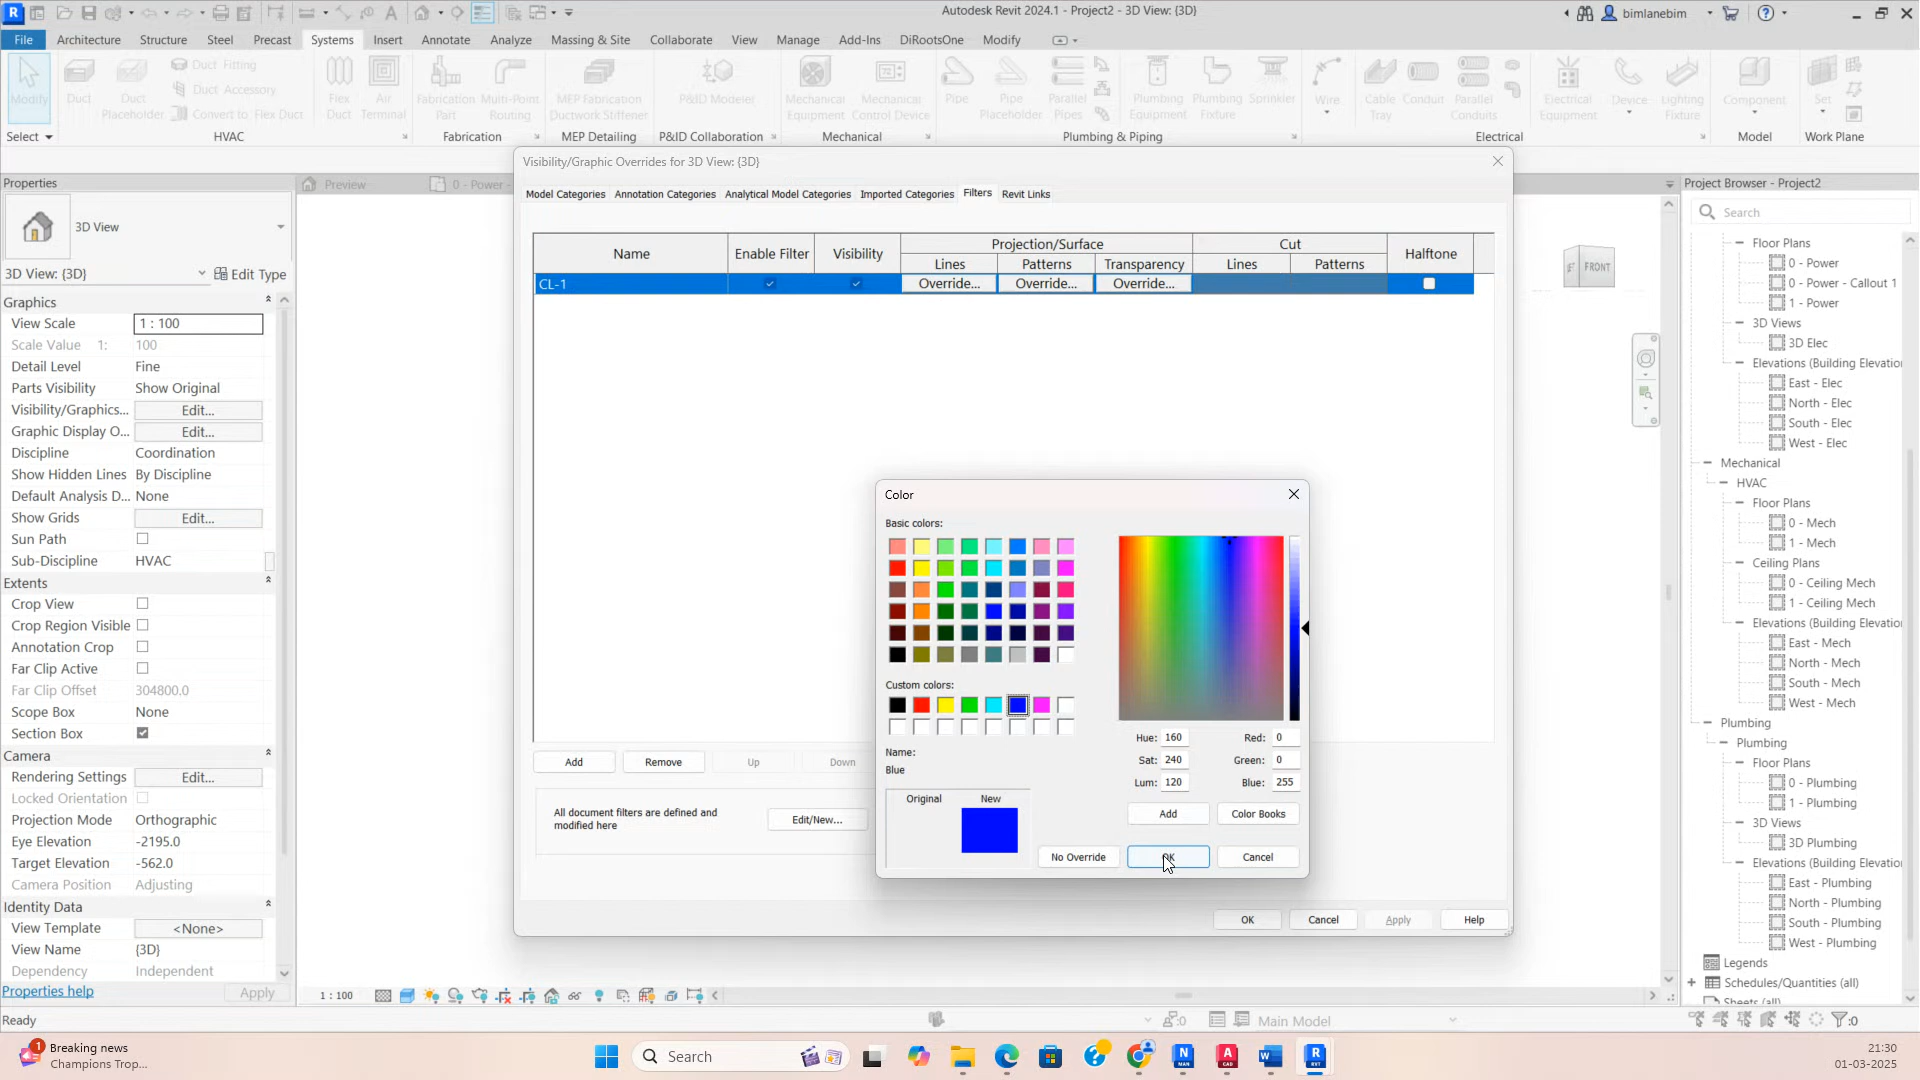 Autodesk Revit 2024.1 - Project2 - 3D View: {3D}
bimlanebim
File Architecture Structure Steel Precast Systems Insert Annotate Analyze Massing & Site Collaborate View Manage Add-Ins DiRootsOne Modify
Modify
Duct
Duct Placeholder
Duct Fitting
Duct Accessory
Convert to Flex Duct
Flex Duct
Air Terminal
Fabrication Part
Multi-Point Routing
MEP Fabrication Ductwork Stiffener
P&ID Modeler
Mechanical Equipment
Mechanical Control Device
Pipe
Pipe Placeholder
Parallel Pipes
Plumbing Equipment
Plumbing Fixture
Sprinkler
Wire
Cable Tray
Conduit
Parallel Conduits
Electrical Equipment
Device
Lighting Fixture
Component
Set
Select HVAC Fabrication MEP Detailing P&ID Collaboration Mechanical Plumbing & Piping Electrical Model Work Plane
Properties
3D View
3D View: {3D} Edit Type
Graphics
View Scale 1 : 100
Scale Value 1: 100
Detail Level Fine
Parts Visibility Show Original
Visibility/Graphics... Edit...
Graphic Display O... Edit...
Discipline Coordination
Show Hidden Lines By Discipline
Default Analysis D... None
Show Grids Edit...
Sun Path
Sub-Discipline HVAC
Extents
Crop View
Crop Region Visible
Annotation Crop
Far Clip Active
Far Clip Offset 304800.0
Scope Box None
Section Box
Camera
Rendering Settings Edit...
Locked Orientation
Projection Mode Orthographic
Eye Elevation -2195.0
Target Elevation -562.0
Camera Position Adjusting
Identity Data
View Template <None>
View Name {3D}
Dependency Independent
Properties help Apply
Preview 0 - Power -
Visibility/Graphic Overrides for 3D View: {3D}
Model Categories Annotation Categories Analytical Model Categories Imported Categories Filters Revit Links
Name Enable Filter Visibility Projection/Surface Cut Halftone
Lines Patterns Transparency Lines Patterns
CL-1 Override... Override... Override...
Add Remove Up Down
All document filters are defined and
modified here
Edit/New...
OK Cancel Apply Help
Color
Basic colors:
Custom colors:
Name:
Blue
Original New
Hue: 160 Red: 0
Sat: 240 Green: 0
Lum: 120 Blue: 255
Add Color Books
No Override OK Cancel
FRONT
Project Browser - Project2
Search
Floor Plans
0 - Power
0 - Power - Callout 1
1 - Power
3D Views
3D Elec
Elevations (Building Elevation
East - Elec
North - Elec
South - Elec
West - Elec
Mechanical
HVAC
Floor Plans
0 - Mech
1 - Mech
Ceiling Plans
0 - Ceiling Mech
1 - Ceiling Mech
Elevations (Building Elevation
East - Mech
North - Mech
South - Mech
West - Mech
Plumbing
Plumbing
Floor Plans
0 - Plumbing
1 - Plumbing
3D Views
3D Plumbing
Elevations (Building Elevation
East - Plumbing
North - Plumbing
South - Plumbing
West - Plumbing
Legends
Schedules/Quantities (all)
Sheets (all)
1 : 100
Ready
:0
Main Model
:0
1
Breaking news
Champions Trop...
Search
21:30
01-03-2025